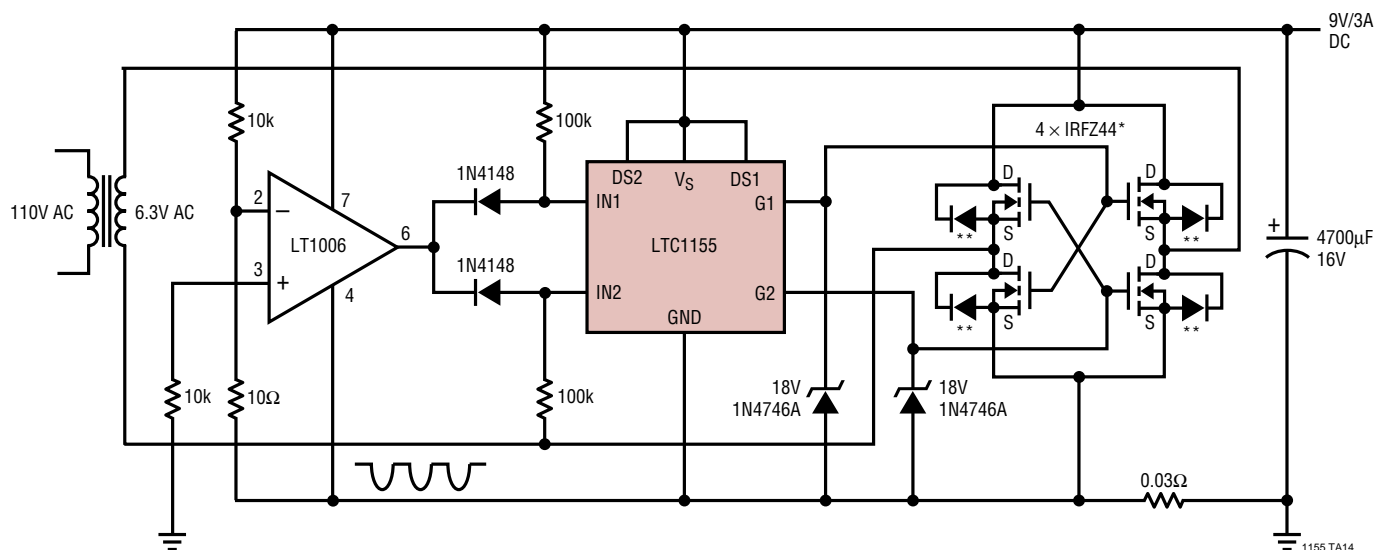 9V/3A
DC
110V AC
6.3V AC
10k
2
−
3
+
7
LT1006
6
4
10k
10Ω
1N4148
1N4148
100k
100k
DS2
VS
DS1
IN1
G1
LTC1155
IN2
G2
GND
18V
1N4746A
18V
1N4746A
4 × IRFZ44*
D
S
**
D
S
**
D
S
**
D
S
**
+
4700µF
16V
0.03Ω
1155 TA14